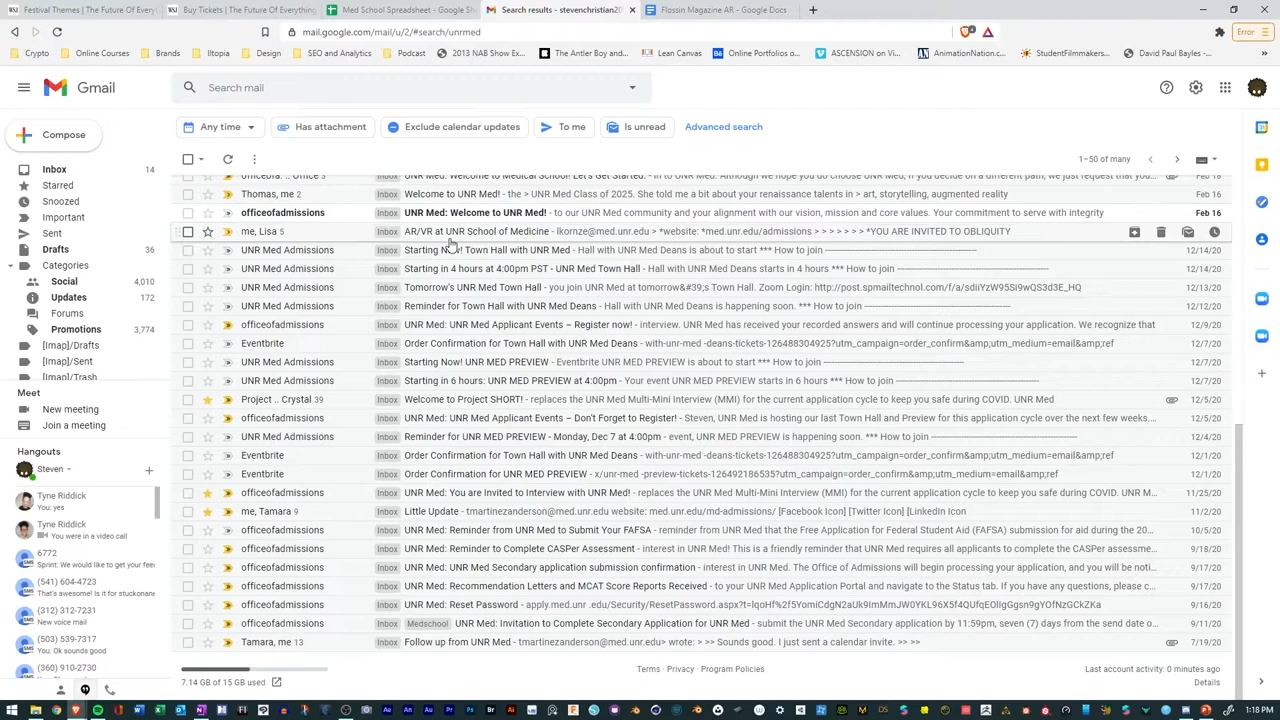 Festival Themes | The Future Of Every
Buy Tickets | The Future Of Everything
Med School Spreadsheet - Google She
Search results - stevenchristian20
Flossin Magazine AR - Google Docs
mail.google.com/mail/u/2/#search/unrmed
Error
Crypto
Online Courses
Brands
Iltopia
Design
SEO and Analytics
Podcast
2013 NAB Show Ex...
The Antler Boy and...
Lean Canvas
Online Portfolios o...
ASCENSION on Vi...
AnimationNation.c...
StudentFilmmakers...
David Paul Bayles...
Gmail
Search mail
Compose
Any time
Has attachment
Exclude calendar updates
To me
Is unread
Advanced search
1–50 of many
Inbox 14
Starred
Snoozed
Important
Sent
Drafts 36
Categories
Social 4,010
Updates 172
Forums
Promotions 3,774
[Imap]/Drafts
[Imap]/Sent
[Imap]/Trash
Meet
New meeting
Join a meeting
Hangouts
Steven
Tyne Riddick
You: yes
Tyne Riddick
You were in a video call
6772
Sprint: We would like to get your fee
(541) 604-4723
That's awesome! Is it for stuckonane
(312) 312-7231
New voice mail
(503) 539-7317
You: Ok sounds good
(360) 910-2730
Inbox UNR Med: Welcome to Medical School! Let's Get Started.
Thomas, me 2 Inbox Welcome to UNR Med! - the > UNR Med Class of 2025. She told me a bit about your renaissance talents in > art, storytelling, augmented reality Feb 16
officeofadmissions Inbox UNR Med: Welcome to UNR Med! - to our UNR Med community and your alignment with our vision, mission and core values. Your commitment to serve with integrity Feb 16
me, Lisa 5 Inbox AR/VR at UNR School of Medicine - lkornze@med.unr.edu > *website: *med.unr.edu/admissions > > > > > > > *YOU ARE INVITED TO OBLIQUITY
UNR Med Admissions Inbox Starting Now! Town Hall with UNR Med - Hall with UNR Med Deans is about to start *** How to join 12/14/20
UNR Med Admissions Inbox Starting in 4 hours at 4:00pm PST - UNR Med Town Hall - Hall with UNR Med Deans starts in 4 hours *** How to join 12/14/20
UNR Med Admissions Inbox Tomorrow's UNR Med Town Hall - you join UNR Med at tomorrow&#39;s Town Hall. Zoom Login: 12/13/20
UNR Med Admissions Inbox Reminder for Town Hall with UNR Med Deans - Hall with UNR Med Deans is happening soon. *** How to join 12/10/20
officeofadmissions Inbox UNR Med: UNR Med Applicant Events – Register now! - interview. UNR Med has received your recorded answers and will continue processing your application. We recognize that 12/9/20
Eventbrite Inbox Order Confirmation for Town Hall with UNR Med Deans - with-unr-med -deans-tickets-126488304925?utm_campaign=order_confirm&amp;utm_medium=email&amp;ref 12/7/20
UNR Med Admissions Inbox Starting Now! UNR MED PREVIEW - Eventbrite UNR MED PREVIEW is about to start *** How to join 12/7/20
UNR Med Admissions Inbox Starting in 6 hours: UNR MED PREVIEW at 4:00pm - Your event UNR MED PREVIEW starts in 6 hours *** How to join 12/7/20
Project .. Crystal 39 Inbox Welcome to Project SHORT! - replaces the UNR Med Multi-Mini Interview (MMI) for the current application cycle to keep you safe during COVID. UNR Med 12/5/20
officeofadmissions Inbox UNR Med: UNR Med Applicant Events – Don't Forget to Register! - Steven, UNR Med is hosting our last Town Hall and Preview for this application cycle over the next few weeks.... 12/5/20
UNR Med Admissions Inbox Reminder for UNR MED PREVIEW - Monday, Dec 7 at 4:00pm - event, UNR MED PREVIEW is happening soon. *** How to join 12/4/20
Eventbrite Inbox Order Confirmation for Town Hall with UNR Med Deans - x/unr-med -deans-tickets-126488304925?utm_campaign=order_confirm&amp;utm_medium=email&amp;ref 12/1/20
Eventbrite Inbox Order Confirmation for UNR MED PREVIEW - x/unr-med -preview-tickets-126492186535?utm_campaign=order_confirm&amp;utm_medium=email&amp;ref 12/1/20
officeofadmissions Inbox UNR Med: You are Invited to Interview with UNR Med! - replaces the UNR Med Multi-Mini Interview (MMI) for the current application cycle to keep you safe during COVID. UNR M... 11/25/20
me, Tamara 9 Inbox Little Update - tmartinezanderson@med.unr.edu website: med.unr.edu/md-admissions/ [Facebook Icon] [Twitter Icon] [LinkedIn Icon 11/2/20
officeofadmissions Inbox UNR Med: Reminder from UNR Med to Submit Your FAFSA - reminder from UNR Med that the Free Application for Federal Student Aid (FAFSA) submission for aid during the 20... 10/5/20
officeofadmissions Inbox UNR Med: Reminder to Complete CASPer Assessment - interest in UNR Med! This is a friendly reminder that UNR Med requires all applicants to complete the CASPer assessme... 9/18/20
officeofadmissions Inbox UNR Med: UNR Med Secondary application submission confirmation - interest in UNR Med. The Office of Admissions will begin processing your application, and you will be noti... 9/17/20
officeofadmissions Inbox UNR Med: Recommendation Letters and MCAT Score Reports Received - to your UNR Med Application Portal and navigate to the Status tab. If you have any questions, please c... 9/17/20
officeofadmissions Inbox UNR Med: Reset Password - 9/16/20
officeofadmissions Inbox Medschool UNR Med: Invitation to Complete Secondary Application for UNR Med - submit the UNR Med Secondary Application by 11:59pm, seven (7) days from the send date o... 9/11/20
Tamara, me 13 Inbox Follow up from UNR Med - tmartinezanderson@med.unr.edu> wrote: > >> Sounds good. I just sent a calendar invite. >> >> 7/19/20
7.14 GB of 15 GB used
Terms · Privacy · Program Policies
Last account activity: 0 minutes ago
Details
1:18 PM